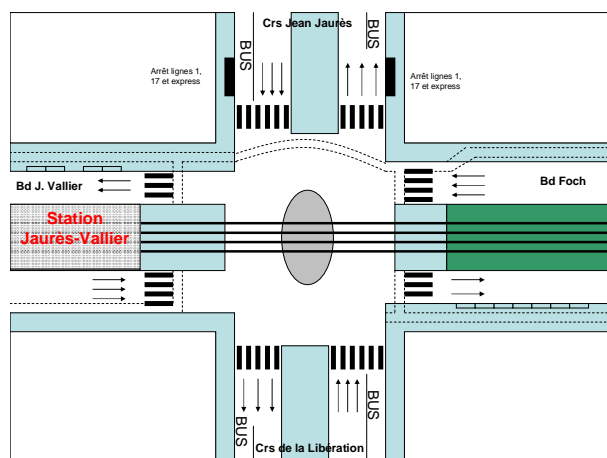 Crs Jean Jaurès
BUS
BUS
Arrêt lignes 1,
17 et express
Arrêt lignes 1,
17 et express
Bd J. Vallier
Bd Foch
Station
Jaurès-Vallier
BUS
BUS
Crs de la Libération